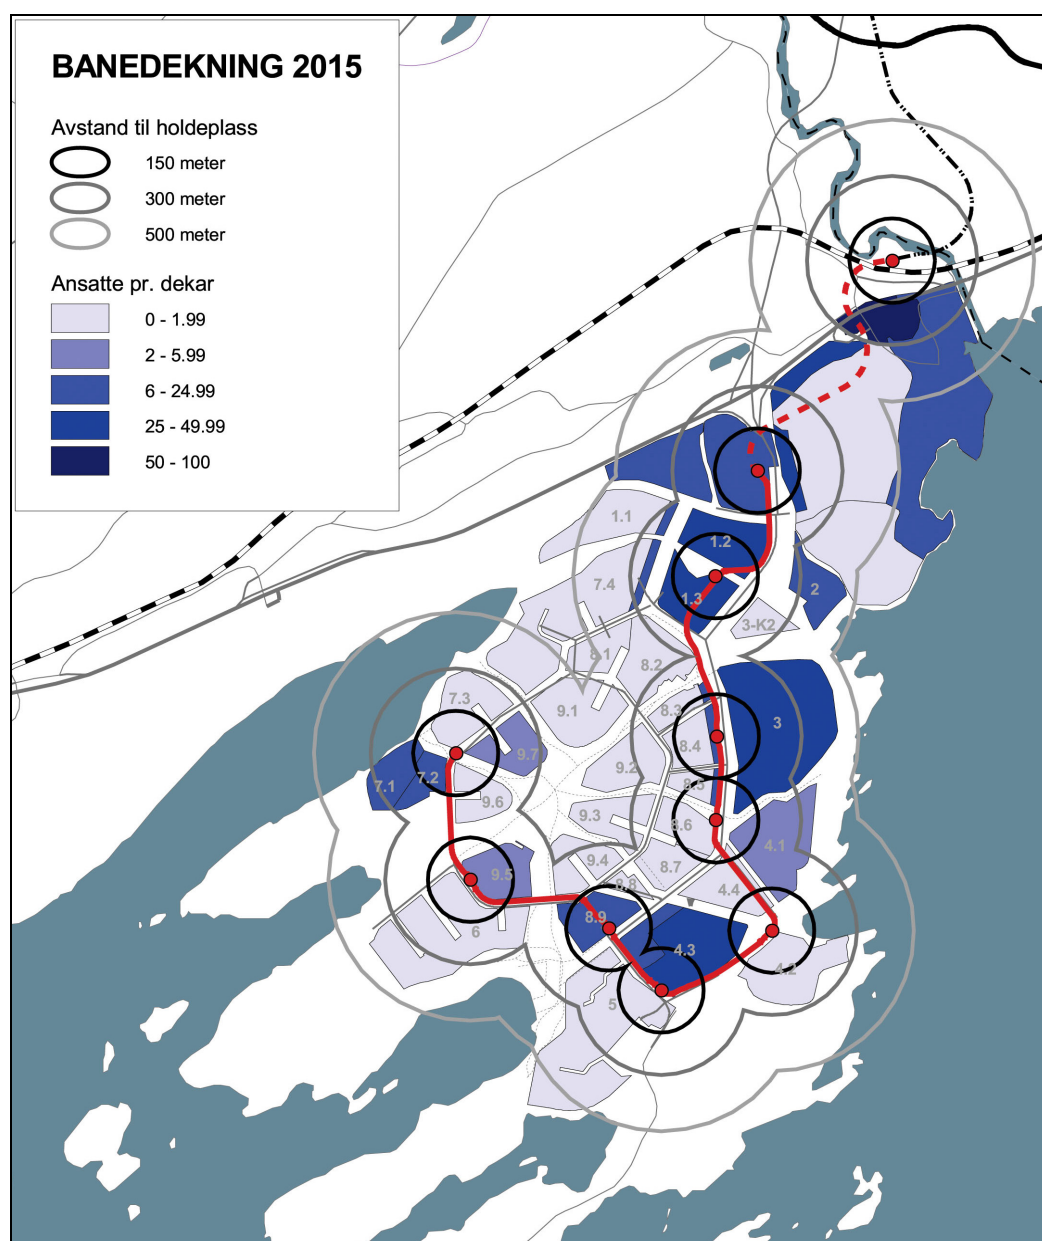 BANEDEKNING 2015
Avstand til holdeplass
150 meter
300 meter
500 meter
Ansatte pr. dekar
0 - 1.99
2 - 5.99
6 - 24.99
25 - 49.99
50 - 100
1.1
1.2
7.4
1.3
2
3-K2
8.1
8.2
7.3
9.1
8.3
3
9.7
8.4
9.2
7.2
7.1
8.5
9.6
9.3
8.6
4.1
9.4
8.7
9.5
8.8
4.4
8.9
6
4.3
4.2
5